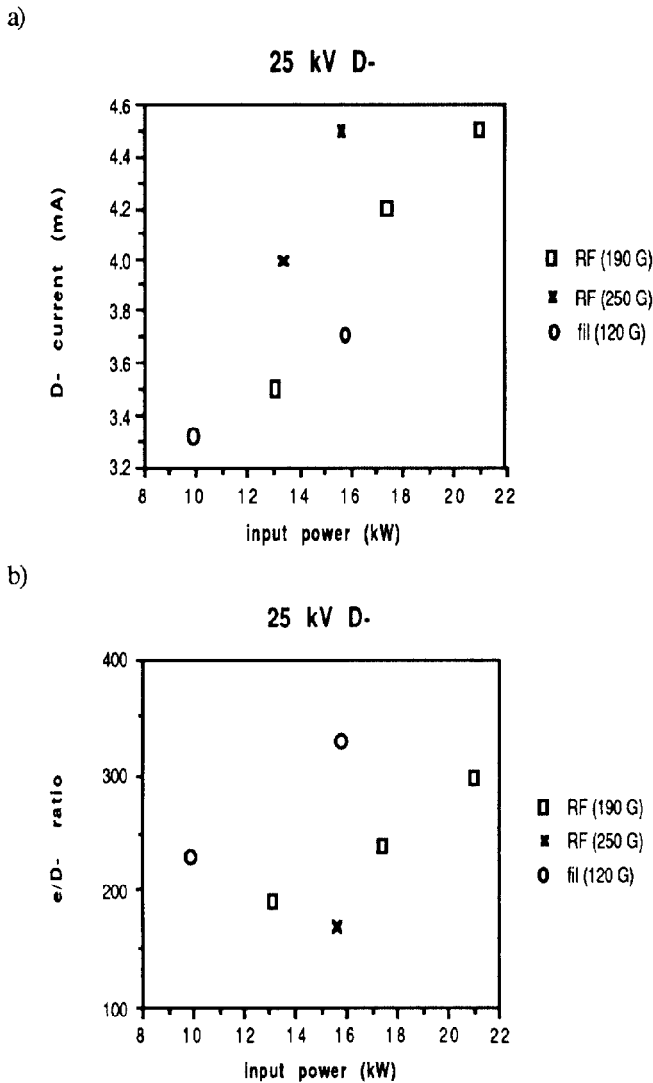 a)
25 kV D-
4.6
4.4
4.2
4.0
3.8
3.6
3.4
3.2
D- current (mA)
8 10 12 14 16 18 20 22
input power (kW)
RF (190 G)
RF (250 G)
fil (120 G)
b)
25 kV D-
400
300
200
100
e/D- ratio
8 10 12 14 16 18 20 22
input power (kW)
RF (190 G)
RF (250 G)
fil (120 G)